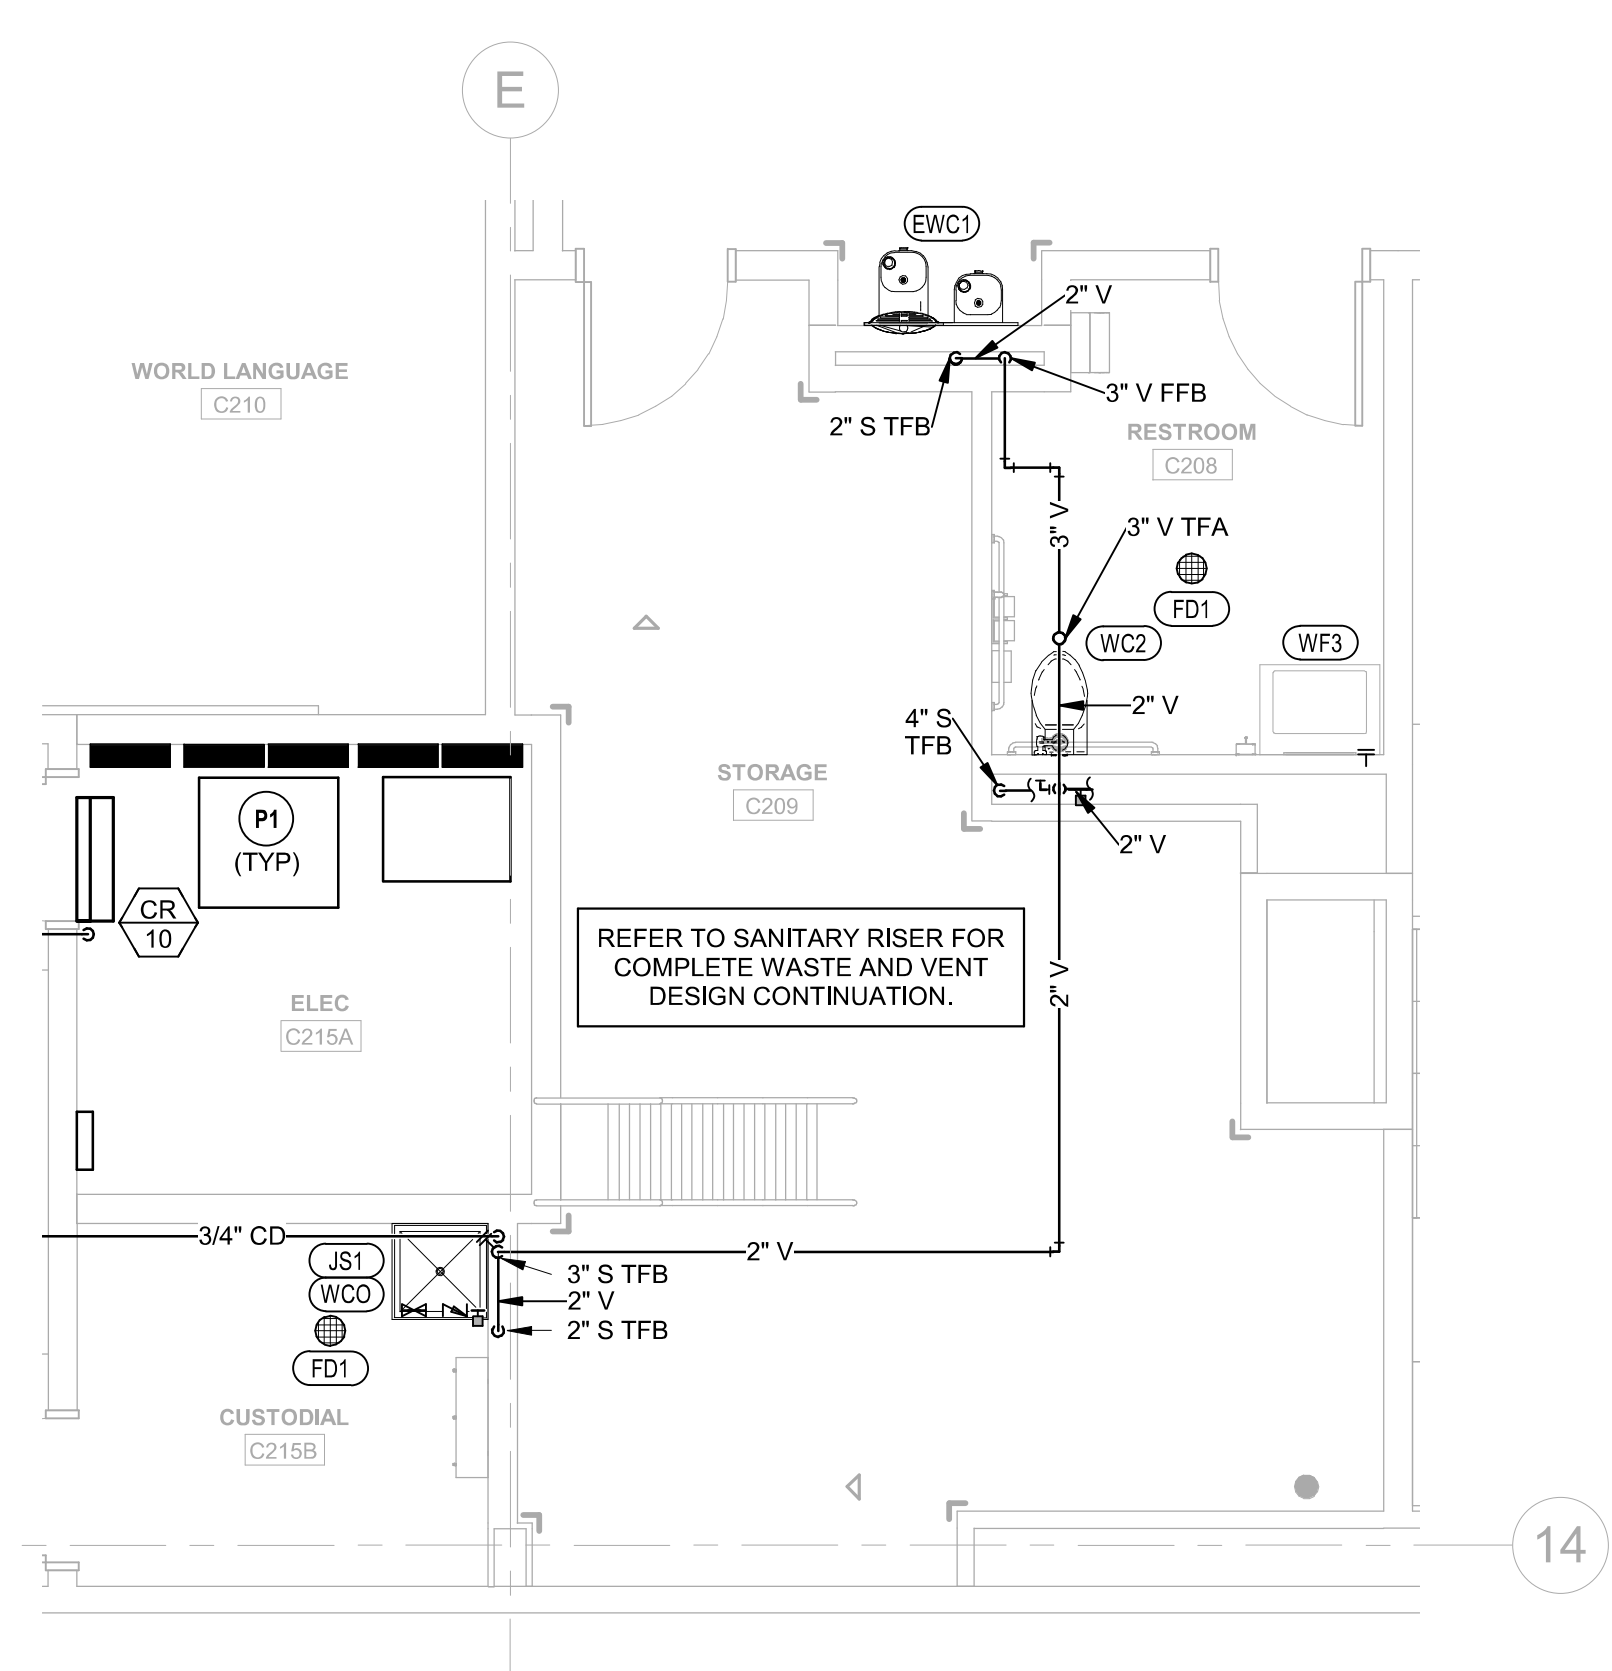 E
EWC1
2" V
WORLD LANGUAGE
C210
3" V FFB
2" S TFB
RESTROOM
C208
3" V
3" V TFA
FD1
WC2
WF3
2" V
4" S
TFB
STORAGE
C209
P1
(TYP)
2" V
CR
10
REFER TO SANITARY RISER FOR
COMPLETE WASTE AND VENT
DESIGN CONTINUATION.
2" V
ELEC
C215A
3/4" CD
2" V
JS1
3" S TFB
WCO
2" V
2" S TFB
FD1
CUSTODIAL
C215B
14